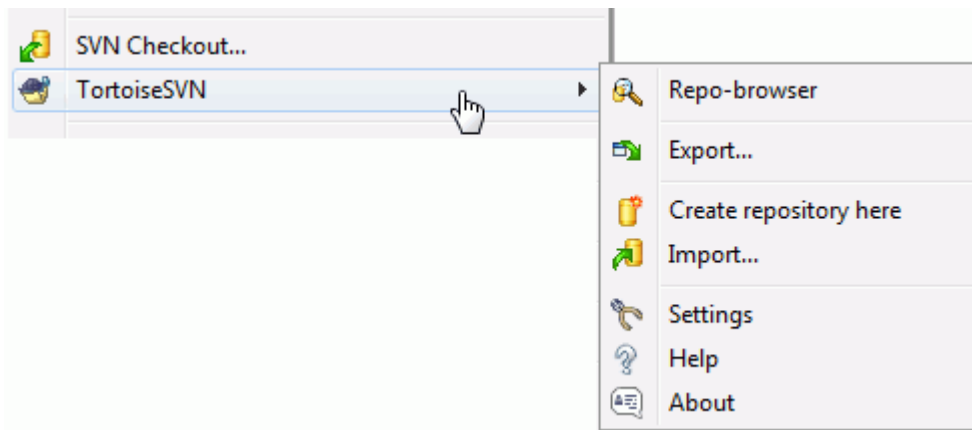 SVN Checkout...
TortoiseSVN
Repo-browser
Export...
Create repository here
Import...
Settings
Help
About